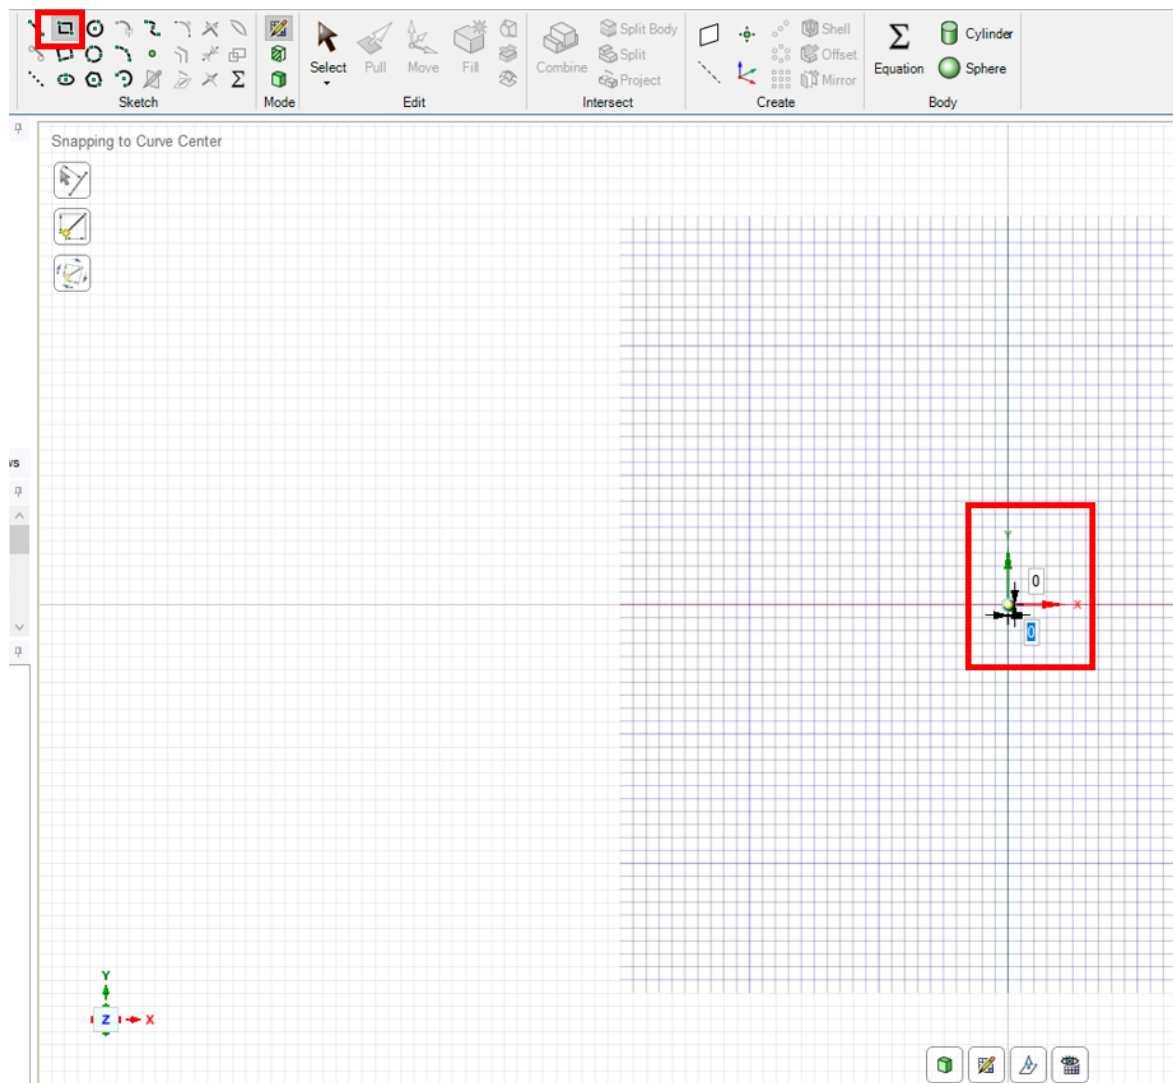 Split Body
Shell
Cylinder
Select
Pull
Move
Fill
Combine
Split
Offset
Equation
Sphere
Project
Mirror
Sketch
Mode
Edit
Intersect
Create
Body
Snapping to Curve Center
ws
Y
0
X
0
Y
Z
X